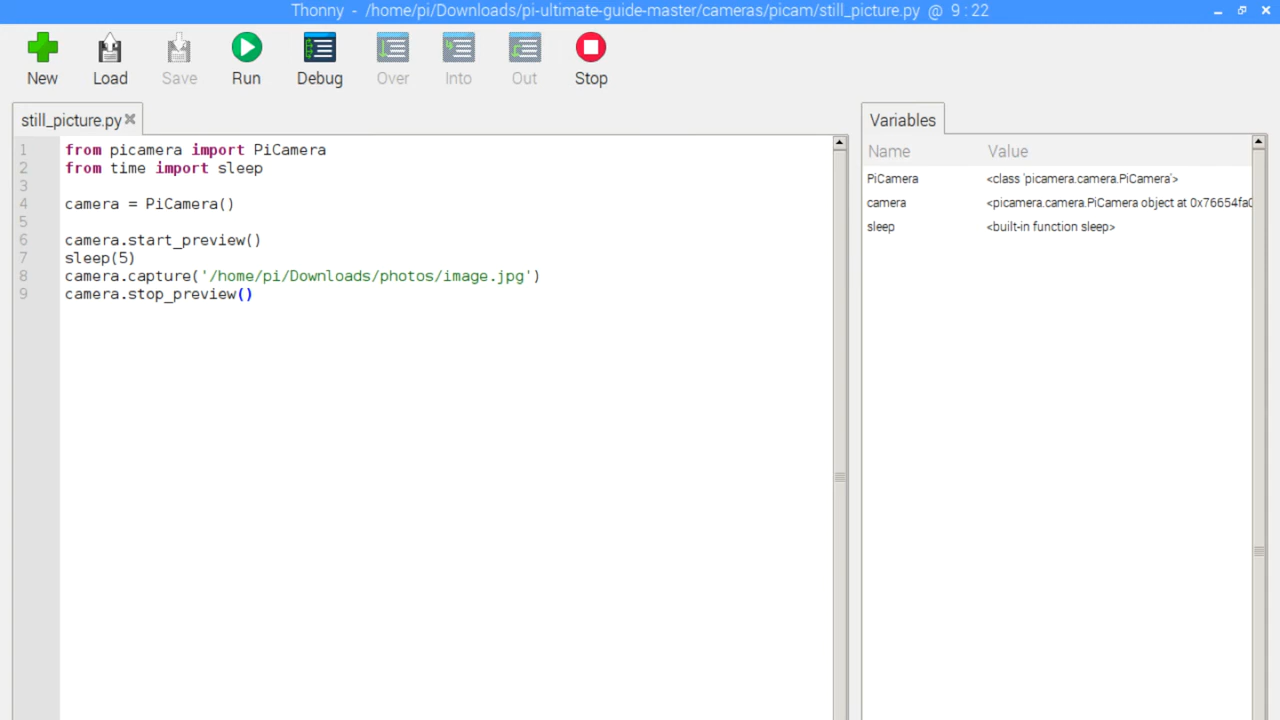 Thonny - /home/pi/Downloads/pi-ultimate-guide-master/cameras/picam/still_picture.py @ 9 : 22
New Load Save Run Debug Over Into Out Stop
still_picture.py
1 from picamera import PiCamera
2 from time import sleep
3
4 camera = PiCamera()
5
6 camera.start_preview()
7 sleep(5)
8 camera.capture('/home/pi/Downloads/photos/image.jpg')
9 camera.stop_preview()
Variables
Name Value
PiCamera <class 'picamera.camera.PiCamera'>
camera <picamera.camera.PiCamera object at 0x76654fa0
sleep <built-in function sleep>